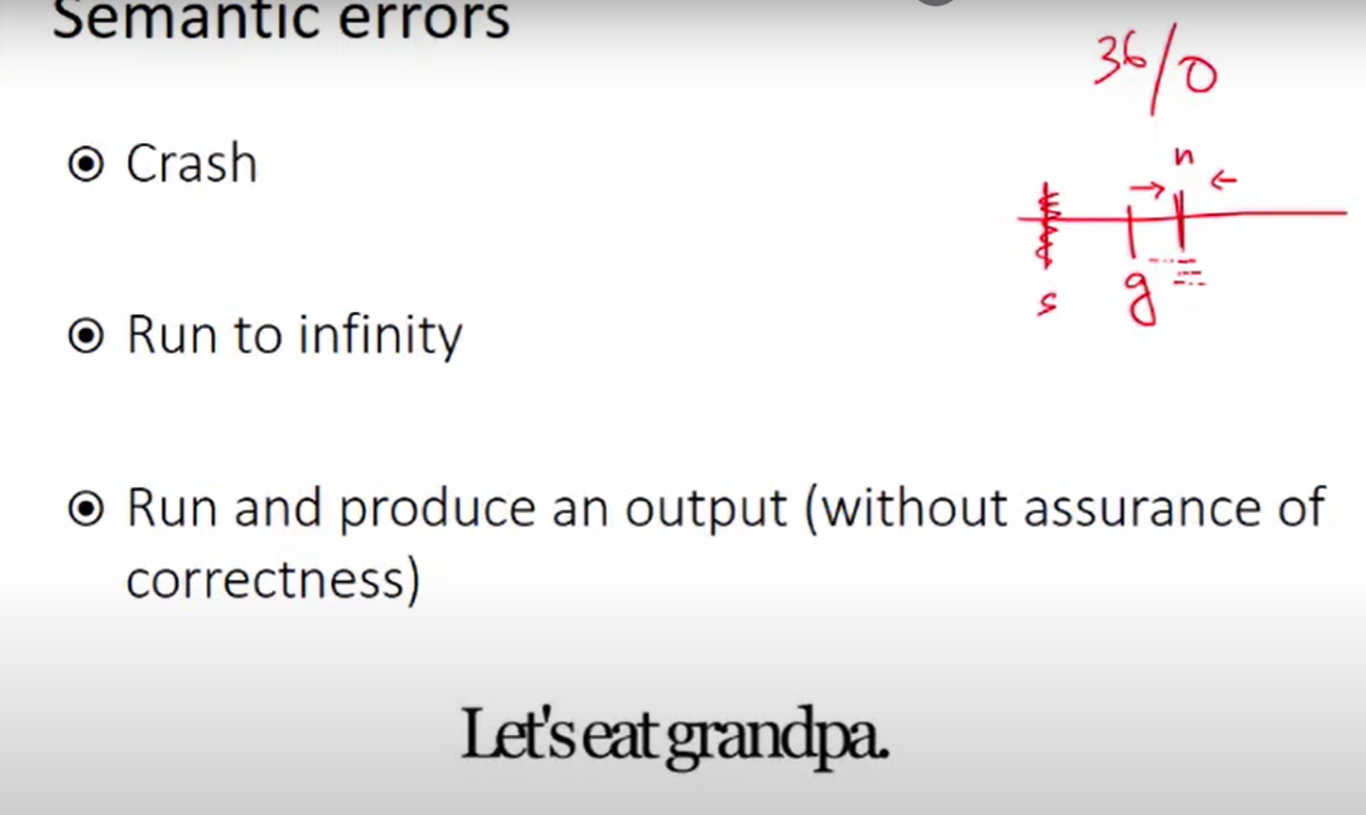 Semantic errors
36/0
Crash
n
s
g
Run to infinity
Run and produce an output (without assurance of
correctness)
Let's eat grandpa.